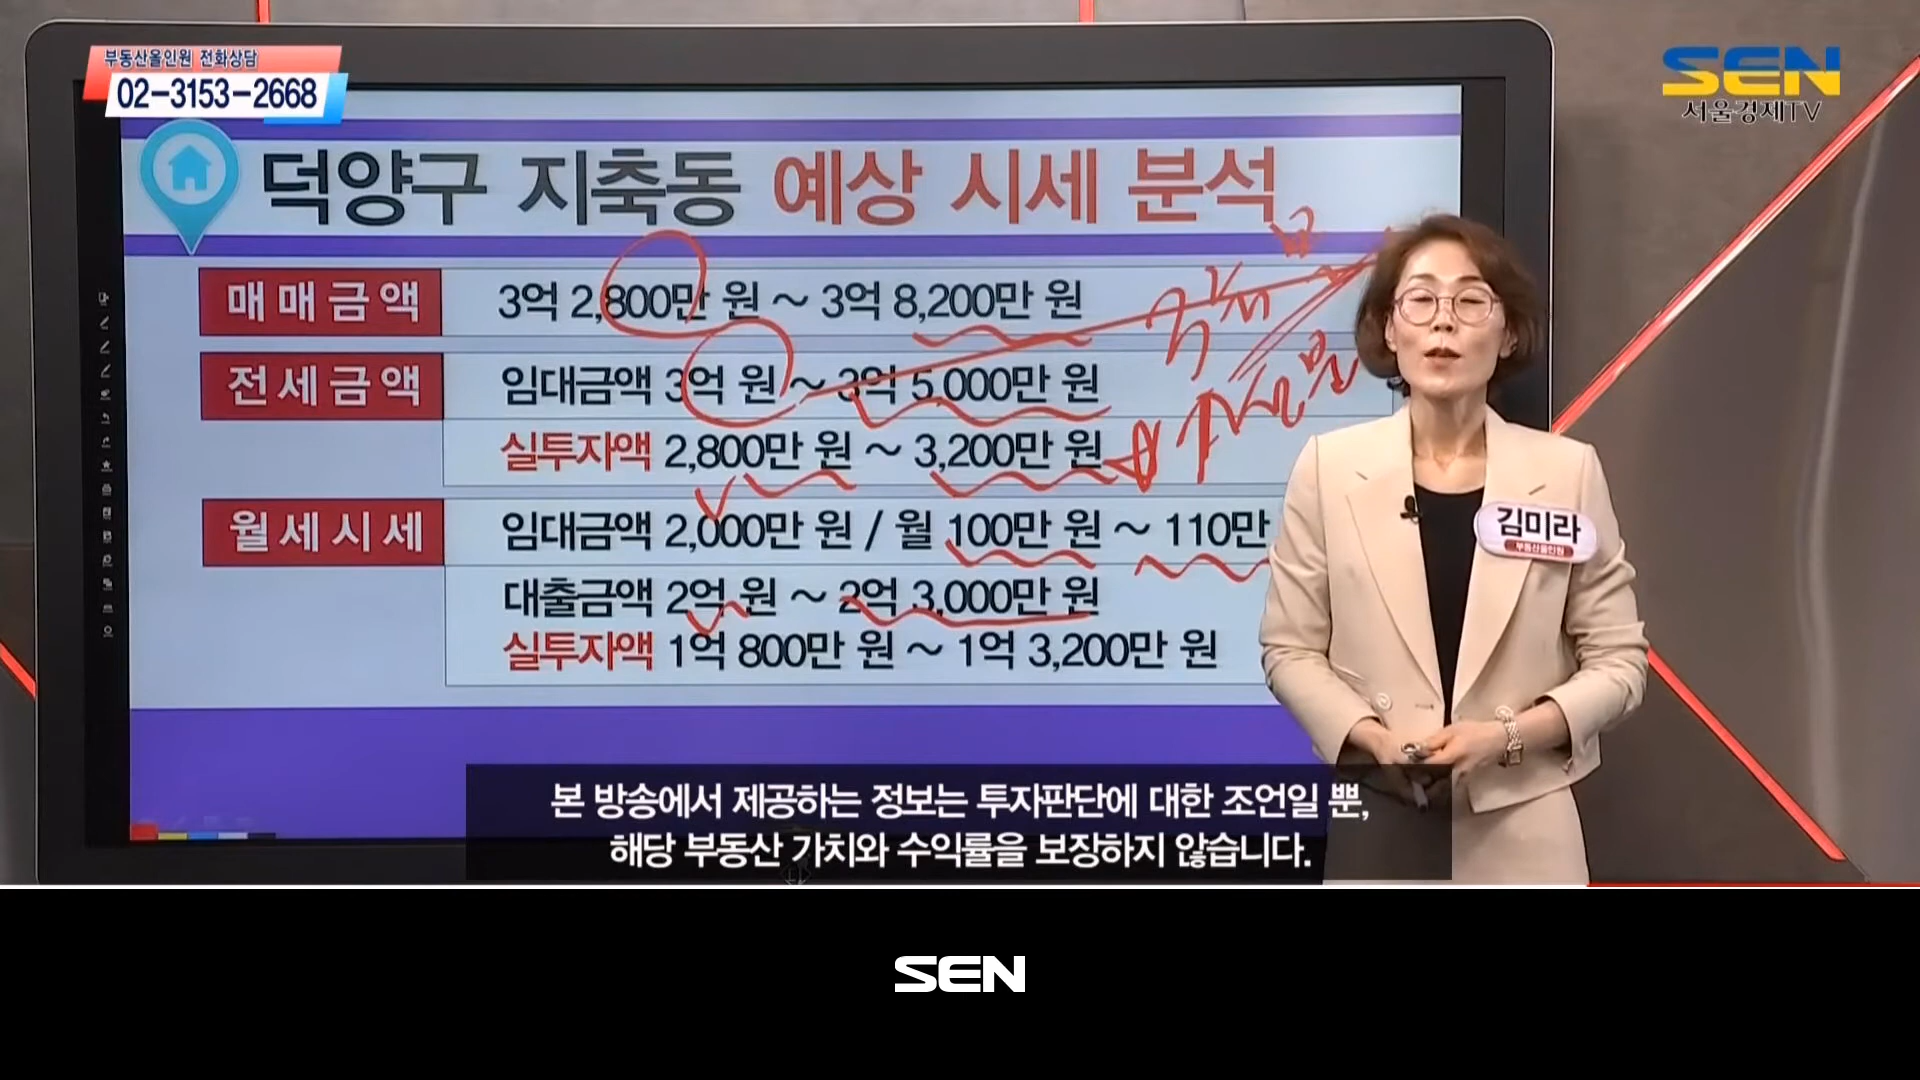 부동산올인원 전화상담
02-3153-2668
SEN
서울경제TV
덕양구 지축동 예상 시세 분석
매매금액 3억 2,800만 원 ~ 3억 8,200만 원
전세금액 임대금액 3억 원 ~ 3억 5,000만 원
실투자액 2,800만 원 ~ 3,200만 원
월세시세 임대금액 2,000만 원 / 월 100만 원 ~ 110만
대출금액 2억 원 ~ 2억 3,000만 원
실투자액 1억 800만 원 ~ 1억 3,200만 원
김미라
부동산올인원
본 방송에서 제공하는 정보는 투자판단에 대한 조언일 뿐,
해당 부동산 가치와 수익률을 보장하지 않습니다.
SEN